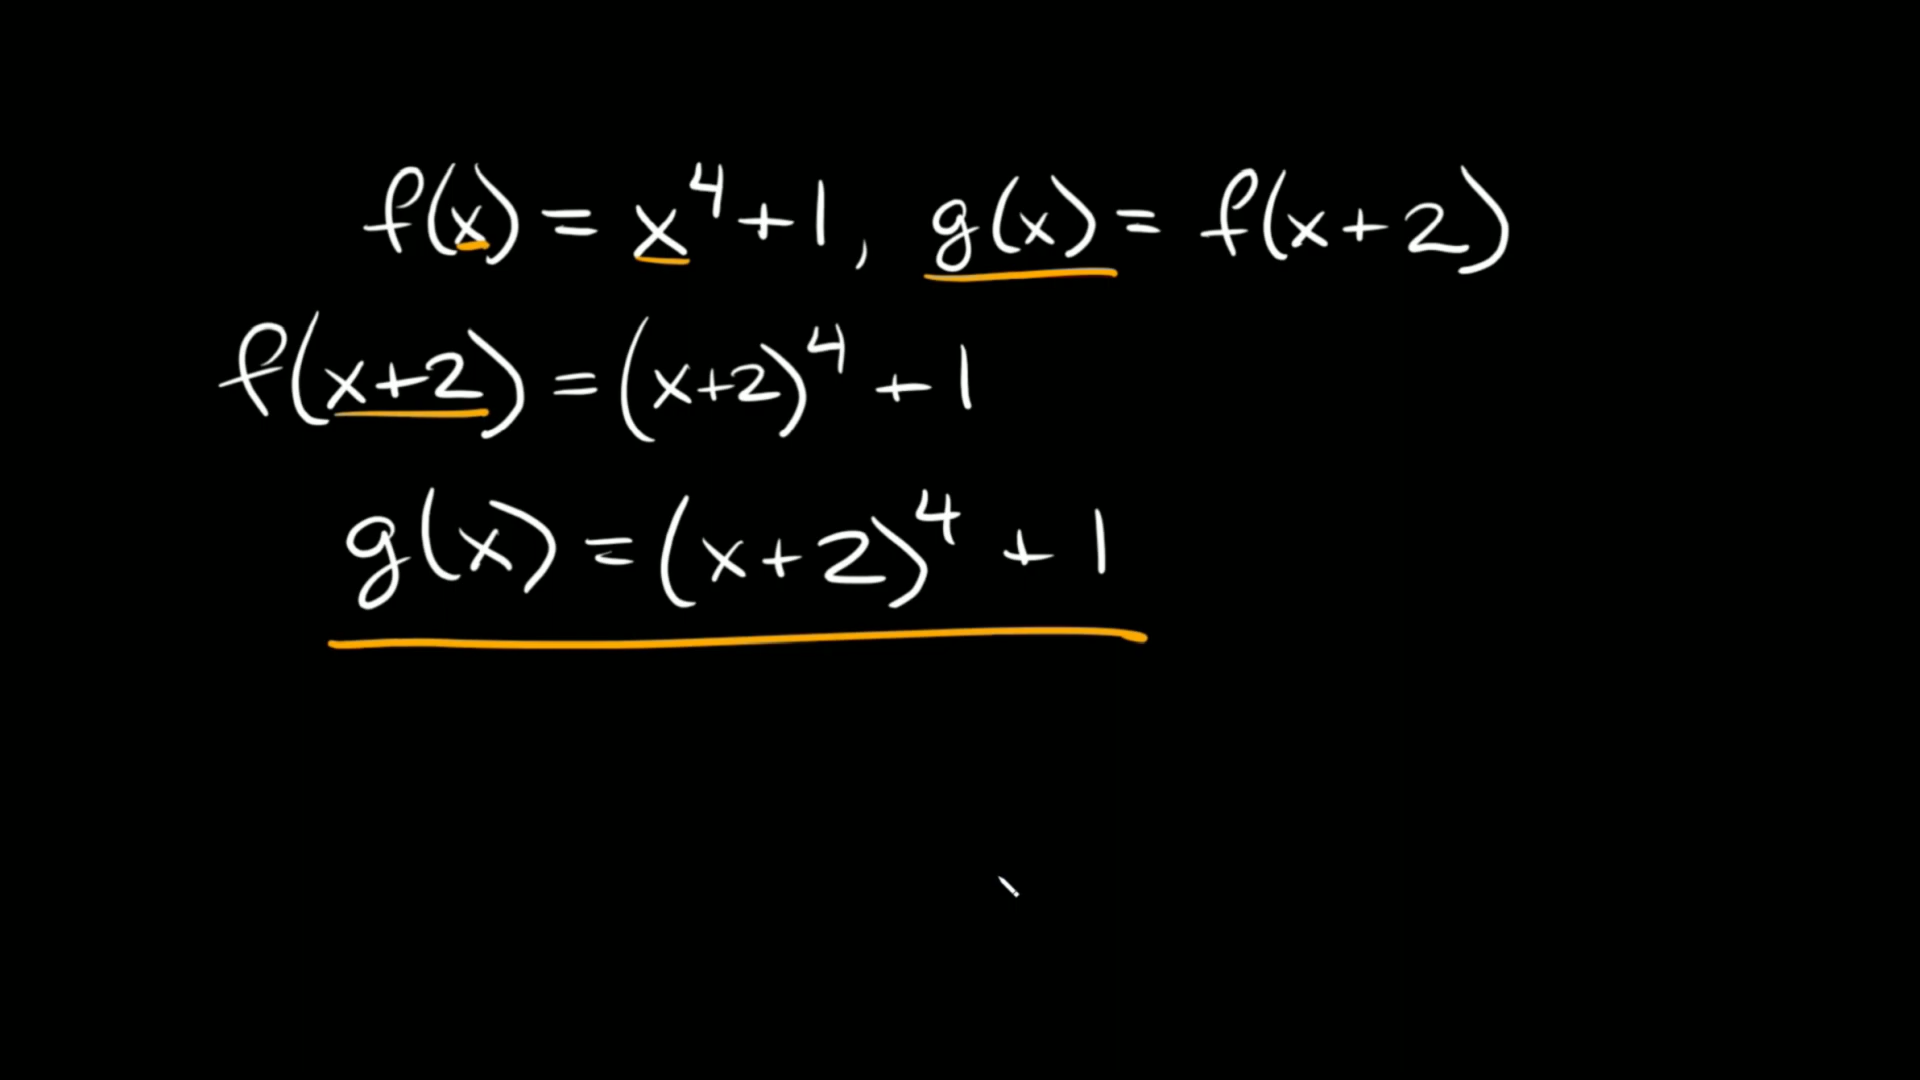 f(x) = x⁴+1, g(x) = f(x+2)
f(x+2) = (x+2)⁴ + 1
g(x) = (x+2)⁴ + 1